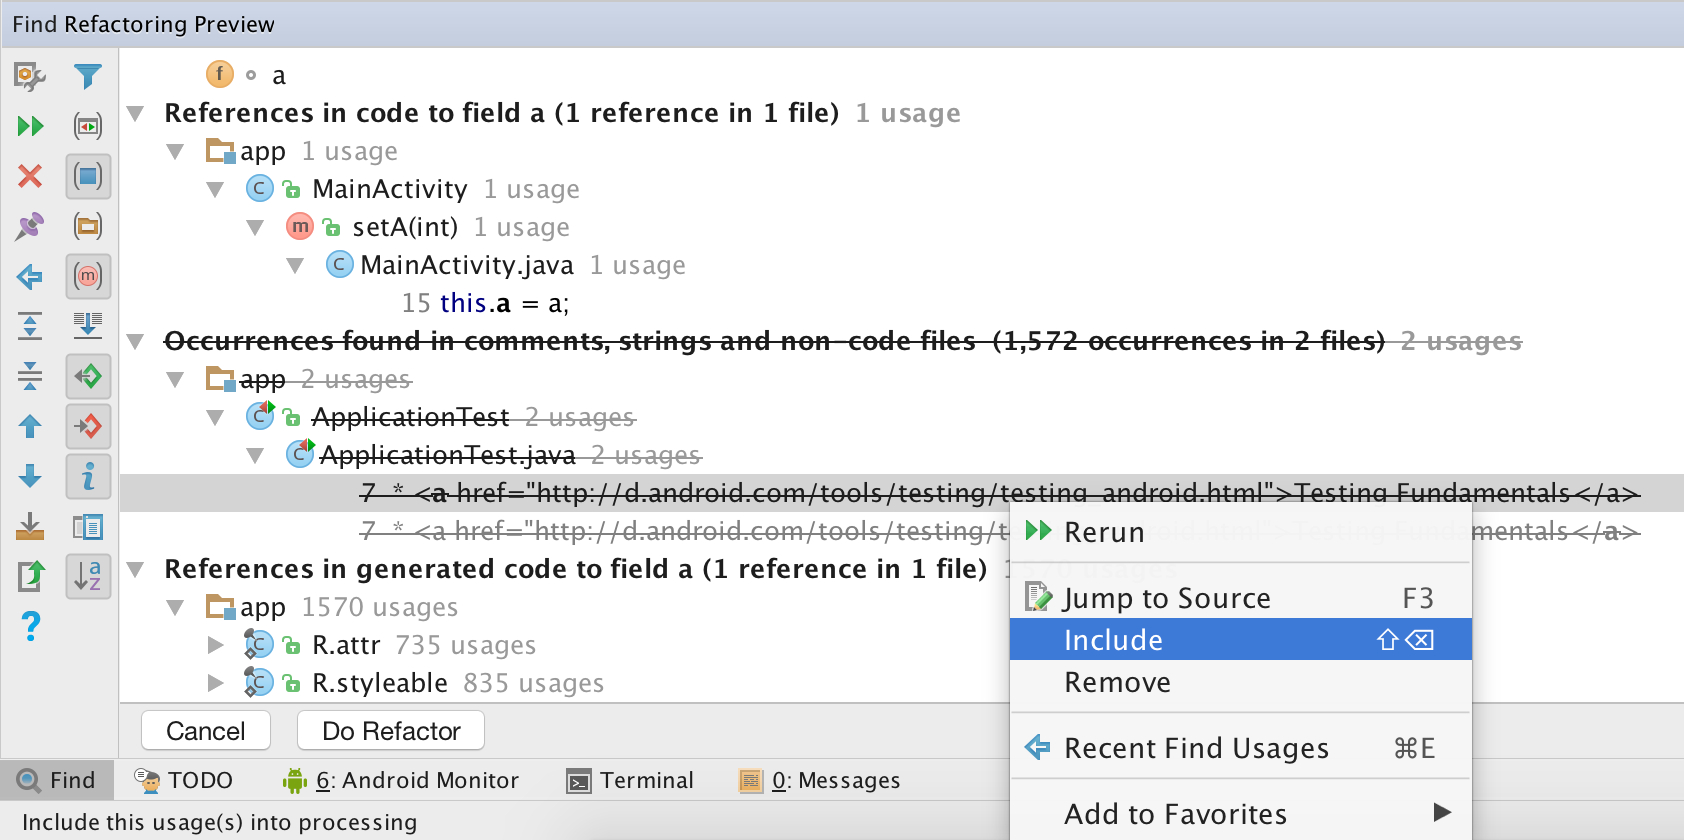 Find Refactoring Preview
f a
References in code to field a (1 reference in 1 file) 1 usage
app 1 usage
C MainActivity 1 usage
m setA(int) 1 usage
C MainActivity.java 1 usage
15 this.a = a;
Occurrences found in comments, strings and non-code files (1,572 occurrences in 2 files) 2 usages
app 2 usages
C ApplicationTest 2 usages
C ApplicationTest.java 2 usages
7 * <a href="http://d.android.com/tools/testing/testing_android.html">Testing Fundamentals</a>
7 * <a href="http://d.android.com/tools/testing/testing_android.html">Testing Fundamentals</a>
References in generated code to field a (1 reference in 1 file) 1570 usages
app 1570 usages
C R.attr 735 usages
C R.styleable 835 usages
Rerun
Jump to Source F3
Include ⇧⌫
Remove
Recent Find Usages ⌘E
Add to Favorites
Cancel Do Refactor
Find TODO 6: Android Monitor Terminal 0: Messages
Include this usage(s) into processing